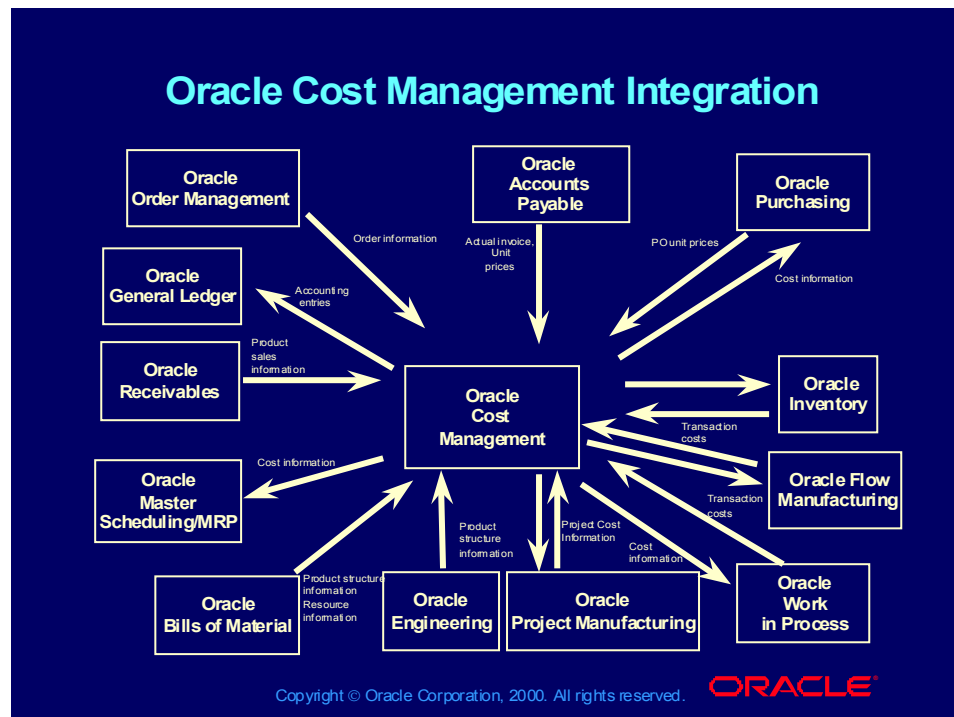 Oracle Cost Management Integration
Oracle
Order Management
Oracle
Accounts
Payable
Oracle
Purchasing
Order information
Actual invoice,
Unit
prices
PO unit prices
Cost information
Oracle
General Ledger
Accounting
entries
Oracle
Receivables
Product
sales
information
Oracle
Cost
Management
Oracle
Inventory
Transaction
costs
Oracle
Master
Scheduling/MRP
Cost information
Oracle Flow
Manufacturing
Transaction
costs
Product
structure
information
Project Cost
Information
Cost
information
Oracle
Bills of Material
Product structure
information
Resource
information
Oracle
Engineering
Oracle
Project Manufacturing
Oracle
Work
in Process
Copyright © Oracle Corporation, 2000. All rights reserved.
ORACLE®